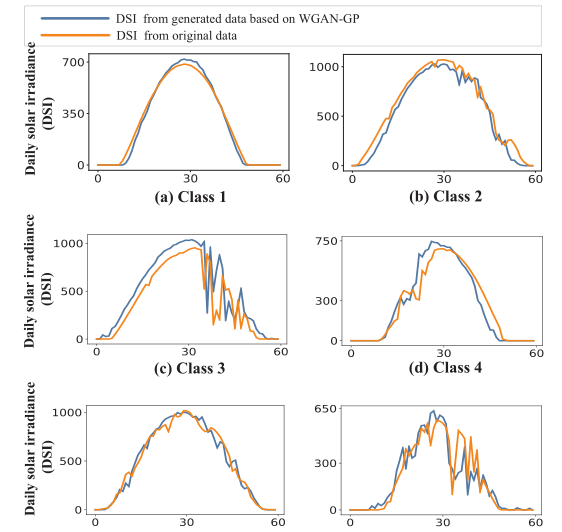 DSI from generated data based on WGAN-GP
DSI from original data
Daily solar irradiance
(DSI)
700
350
0
0 30 60
(a) Class 1
1000
500
0
0 30 60
(b) Class 2
Daily solar irradiance
(DSI)
1000
500
0
0 30 60
(c) Class 3
750
300
0
0 30 60
(d) Class 4
Daily solar irradiance
(DSI)
1000
500
0
0 30 60
650
300
0
0 30 60